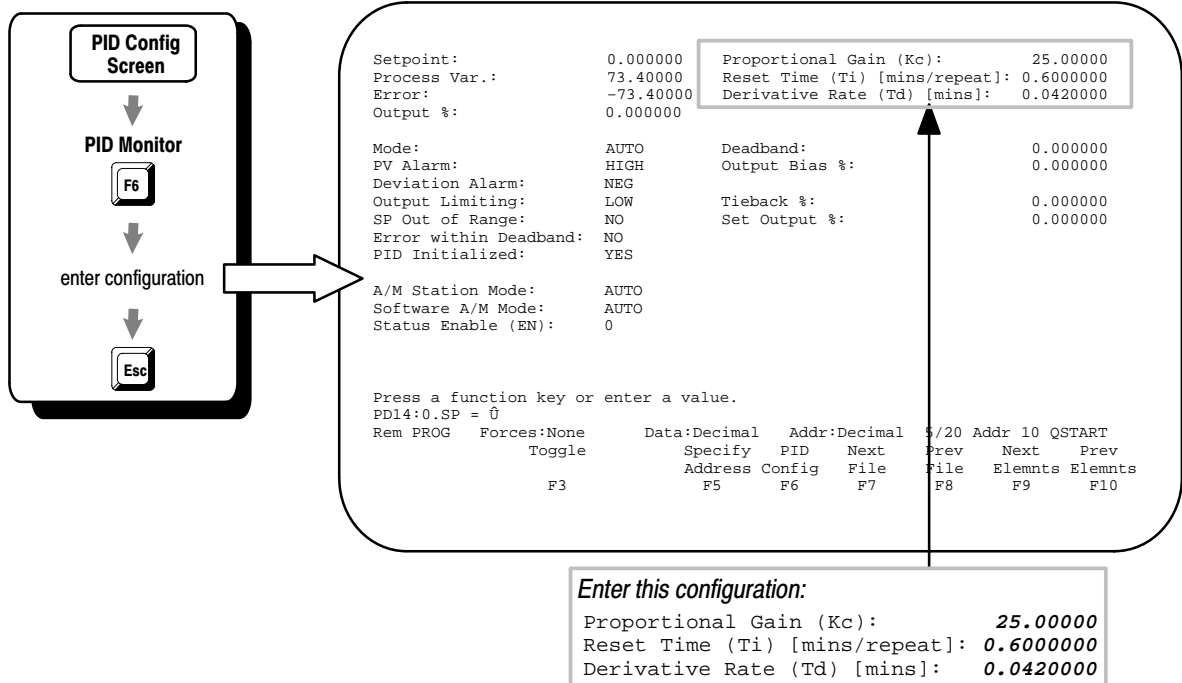 PID Config
Screen
PID Monitor
F6
enter configuration
Esc
Setpoint: 0.000000 Proportional Gain (Kc): 25.00000
Process Var.: 73.40000 Reset Time (Ti) [mins/repeat]: 0.6000000
Error: –73.40000 Derivative Rate (Td) [mins]: 0.0420000
Output %: 0.000000
Mode: AUTO Deadband: 0.000000
PV Alarm: HIGH Output Bias %: 0.000000
Deviation Alarm: NEG
Output Limiting: LOW Tieback %: 0.000000
SP Out of Range: NO Set Output %: 0.000000
Error within Deadband: NO
PID Initialized: YES
A/M Station Mode: AUTO
Software A/M Mode: AUTO
Status Enable (EN): 0
Press a function key or enter a value.
PD14:0.SP = Û
Rem PROG Forces:None Data:Decimal Addr:Decimal 5/20 Addr 10 QSTART
Toggle Specify PID Next Prev Next Prev
Address Config File File Elemnts Elemnts
F3 F5 F6 F7 F8 F9 F10
Enter this configuration:
Proportional Gain (Kc): 25.00000
Reset Time (Ti) [mins/repeat]: 0.6000000
Derivative Rate (Td) [mins]: 0.0420000